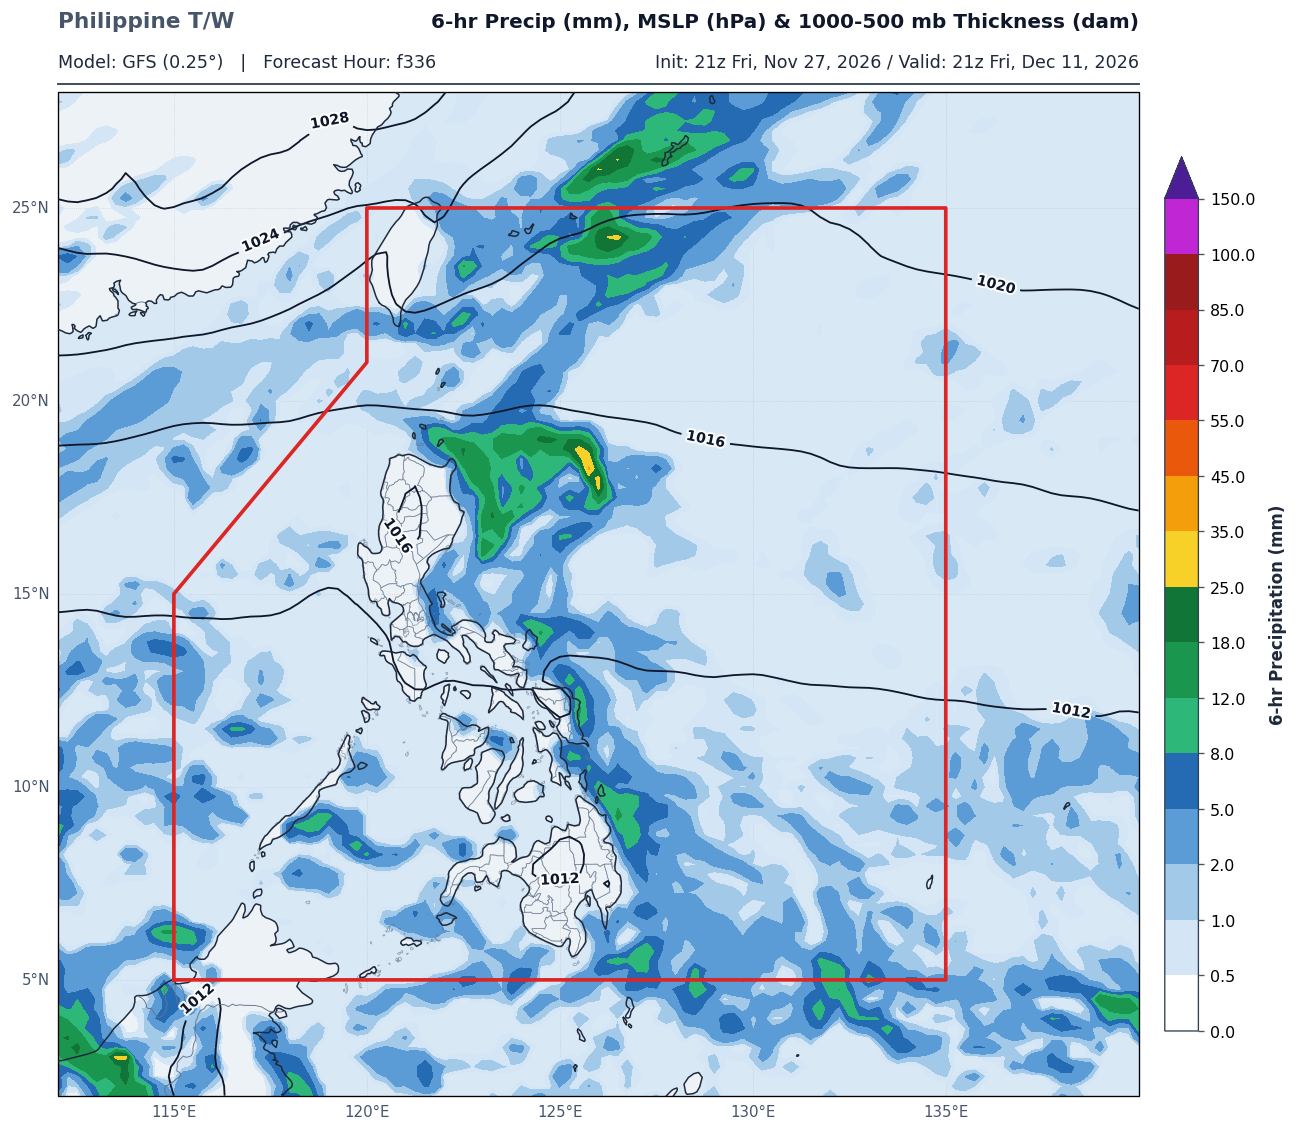 Philippine T/W
6-hr Precip (mm), MSLP (hPa) & 1000-500 mb Thickness (dam)
Model: GFS (0.25°) | Forecast Hour: f336
Init: 21z Fri, Nov 27, 2026 / Valid: 21z Fri, Dec 11, 2026
1028
1024
1020
1016
1016
1012
1012
1012
25°N
20°N
15°N
10°N
5°N
115°E
120°E
125°E
130°E
135°E
150.0
100.0
85.0
70.0
55.0
45.0
35.0
25.0
18.0
12.0
8.0
5.0
2.0
1.0
0.5
0.0
6-hr Precipitation (mm)